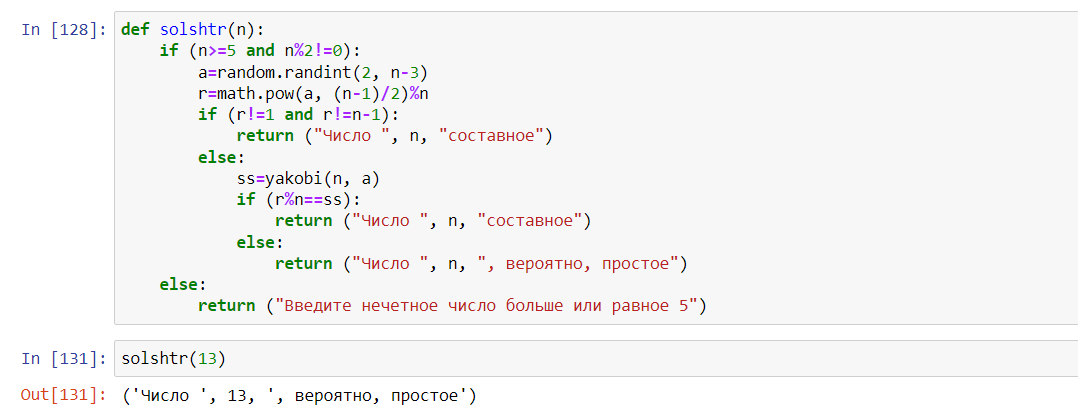 In [128]: def solshtr(n):
    if (n>=5 and n%2!=0):
        a=random.randint(2, n-3)
        r=math.pow(a, (n-1)/2)%n
        if (r!=1 and r!=n-1):
            return ("Число ", n, "составное")
        else:
            ss=yakobi(n, a)
            if (r%n==ss):
                return ("Число ", n, "составное")
            else:
                return ("Число ", n, ", вероятно, простое")
    else:
        return ("Введите нечетное число больше или равное 5")
In [131]: solshtr(13)
Out[131]: ('Число ', 13, ', вероятно, простое')